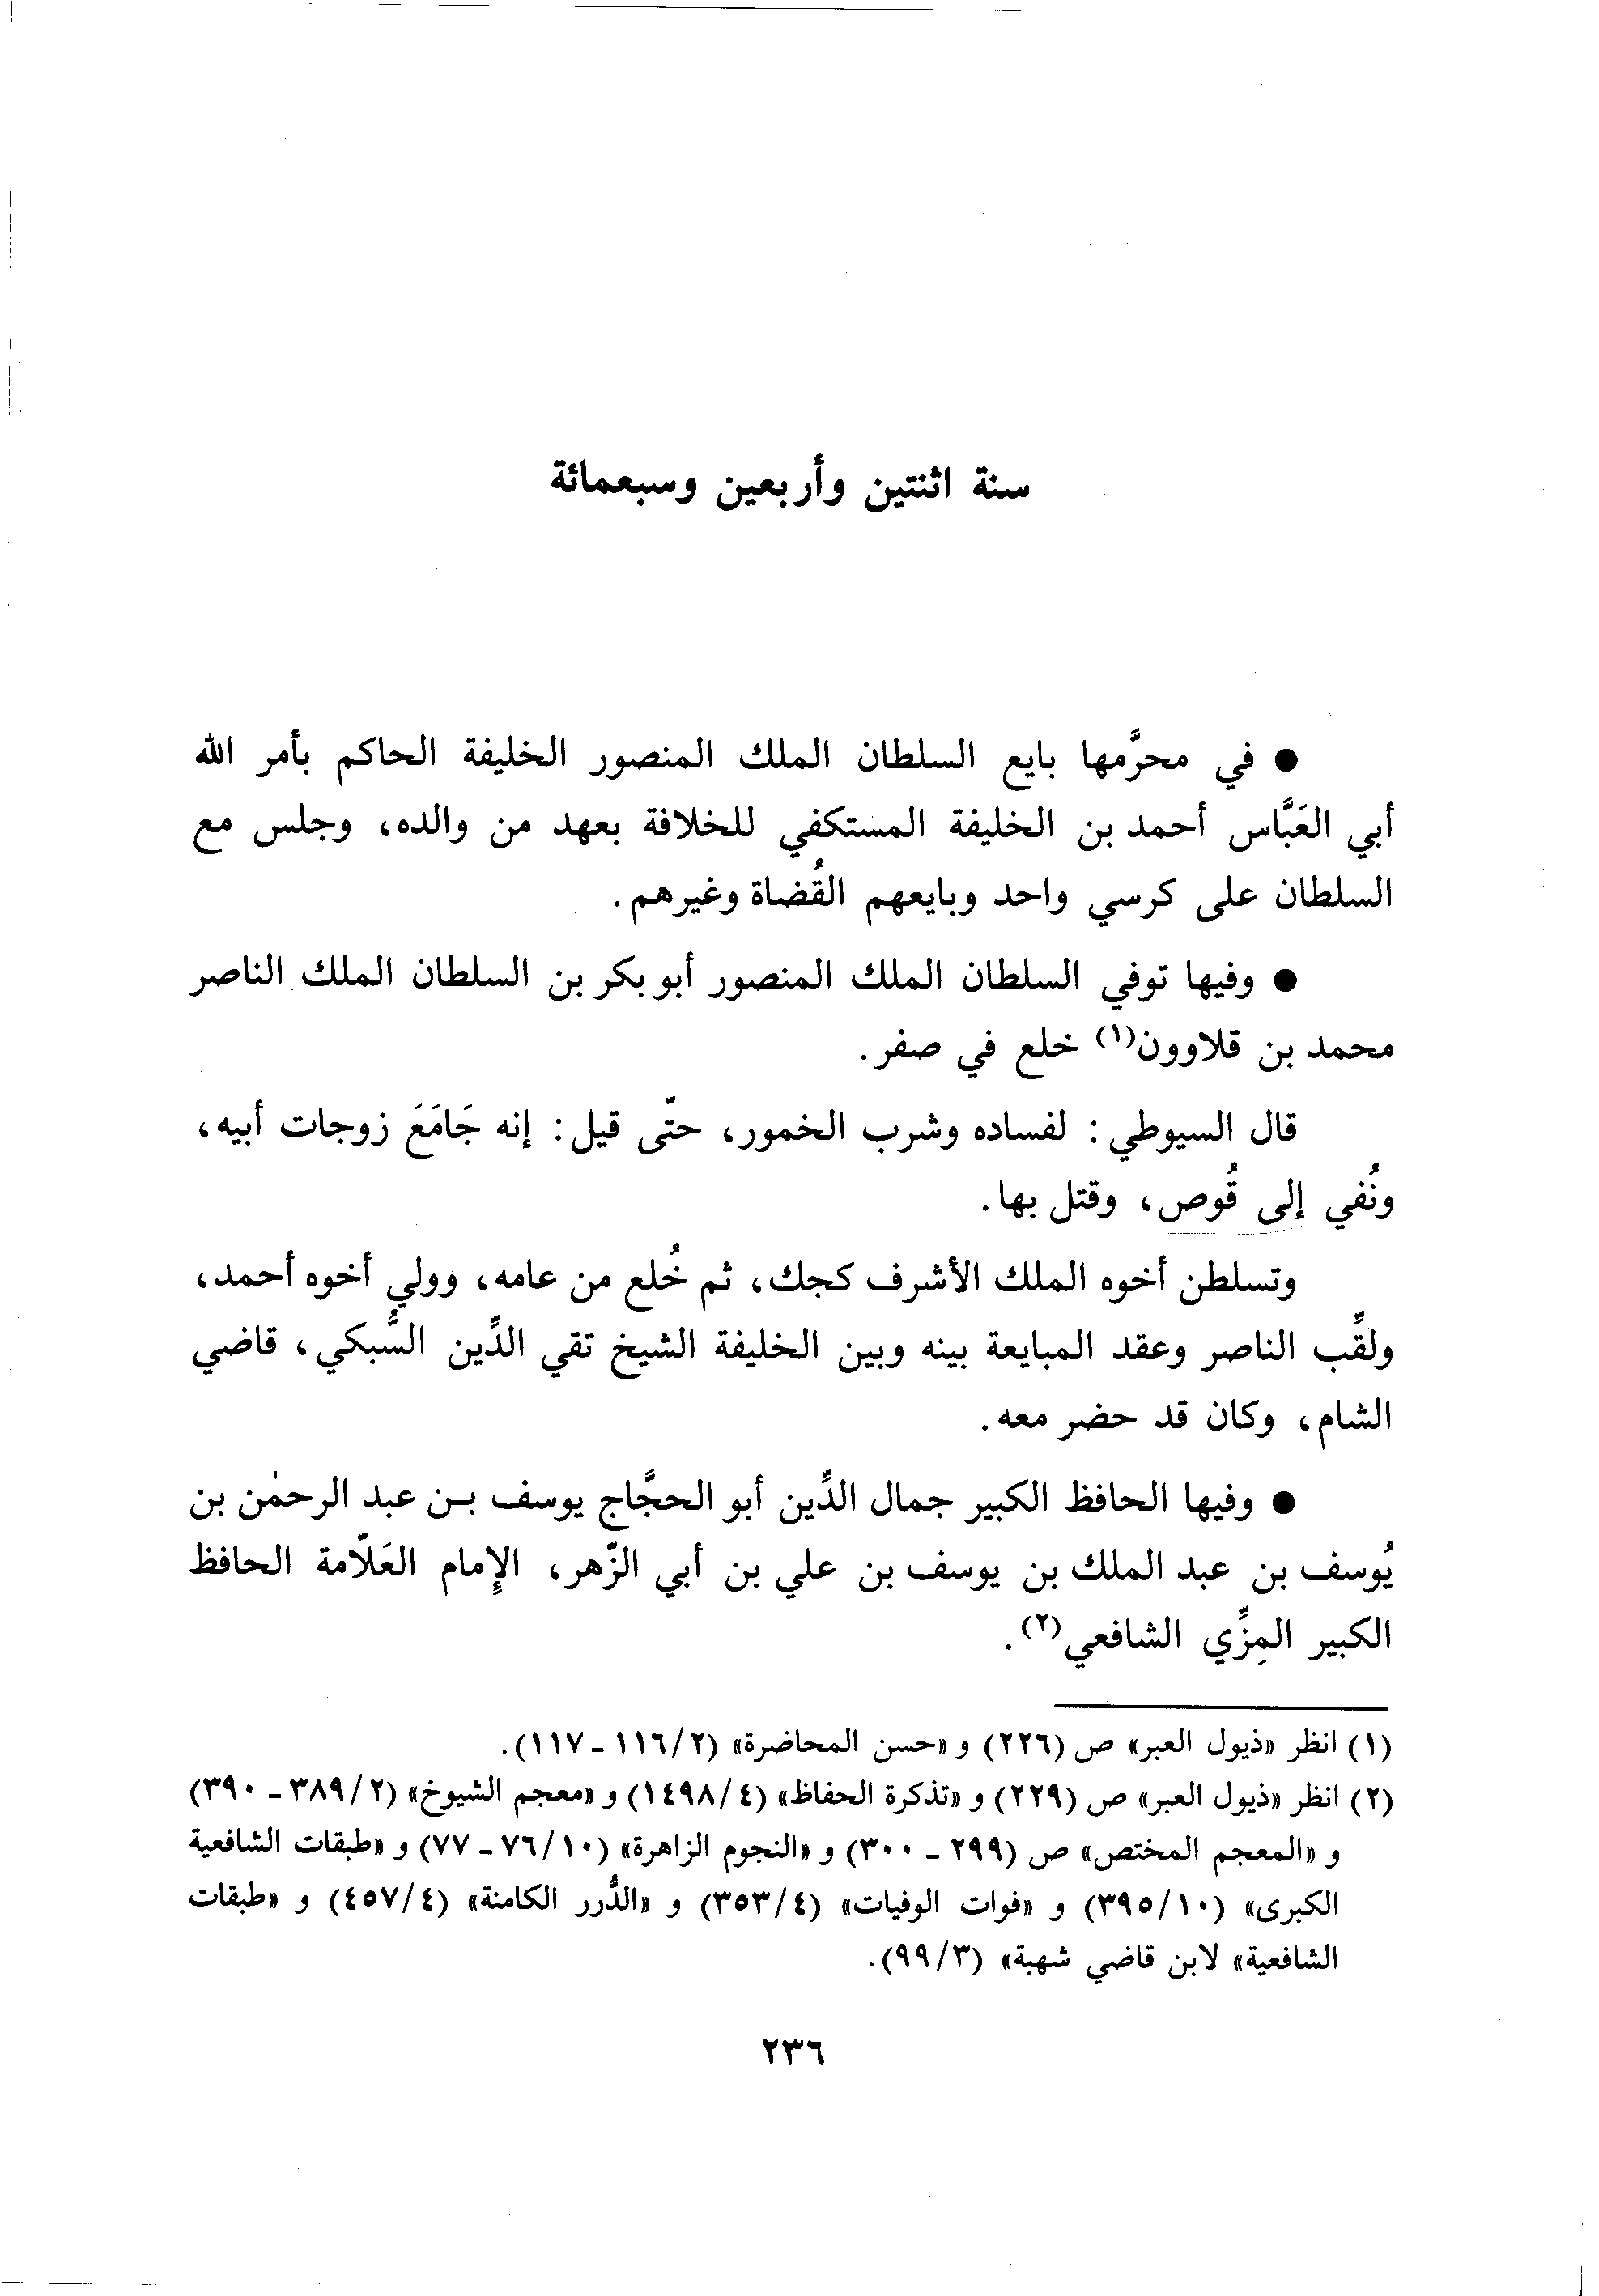 سنة اثنتين وأربعين وسبعمائة
● في محرَّمها بايع السلطان الملك المنصور الخليفة الحاكم بأمر الله
أبي العَبَّاس أحمد بن الخليفة المستكفي للخلافة بعهد من والده، وجلس مع
السلطان على كرسي واحد وبايعهم القُضاة وغيرهم.
● وفيها توفي السلطان الملك المنصور أبو بكر بن السلطان الملك الناصر
محمد بن قلاوون(١) خلع في صفر.
قال السيوطي: لفساده وشرب الخمور، حتّى قيل: إنه جَامَعَ زوجات أبيه،
ونُفي إلى قُوص، وقتل بها.
وتسلطن أخوه الملك الأشرف كجك، ثم خُلع من عامه، وولي أخوه أحمد،
ولقِّب الناصر وعقد المبايعة بينه وبين الخليفة الشيخ تقي الدِّين السُّبكي، قاضي
الشام، وكان قد حضر معه.
● وفيها الحافظ الكبير جمال الدِّين أبو الحجَّاج يوسف بن عبد الرحمٰن بن
يُوسف بن عبد الملك بن يوسف بن علي بن أبي الزّهر، الإِمام العَلّامة الحافظ
الكبير المِزِّي الشافعي(٢).
(١) انظر «ذيول العبر» ص (٢٢٦) و «حسن المحاضرة» (٢/ ١١٦ - ١١٧).
(٢) انظر «ذيول العبر» ص (٢٢٩) و «تذكرة الحفاظ» (٤/ ١٤٩٨) و «معجم الشيوخ» (٢/ ٣٨٩ - ٣٩٠)
و «المعجم المختص» ص (٢٩٩ - ٣٠٠) و «النجوم الزاهرة» (١٠/ ٧٦ - ٧٧) و «طبقات الشافعية
الكبرى» (١٠/ ٣٩٥) و «فوات الوفيات» (٤/ ٣٥٣) و «الدُّرر الكامنة» (٤/ ٤٥٧) و «طبقات
الشافعية» لابن قاضي شهبة» (٣/ ٩٩).
٢٣٦